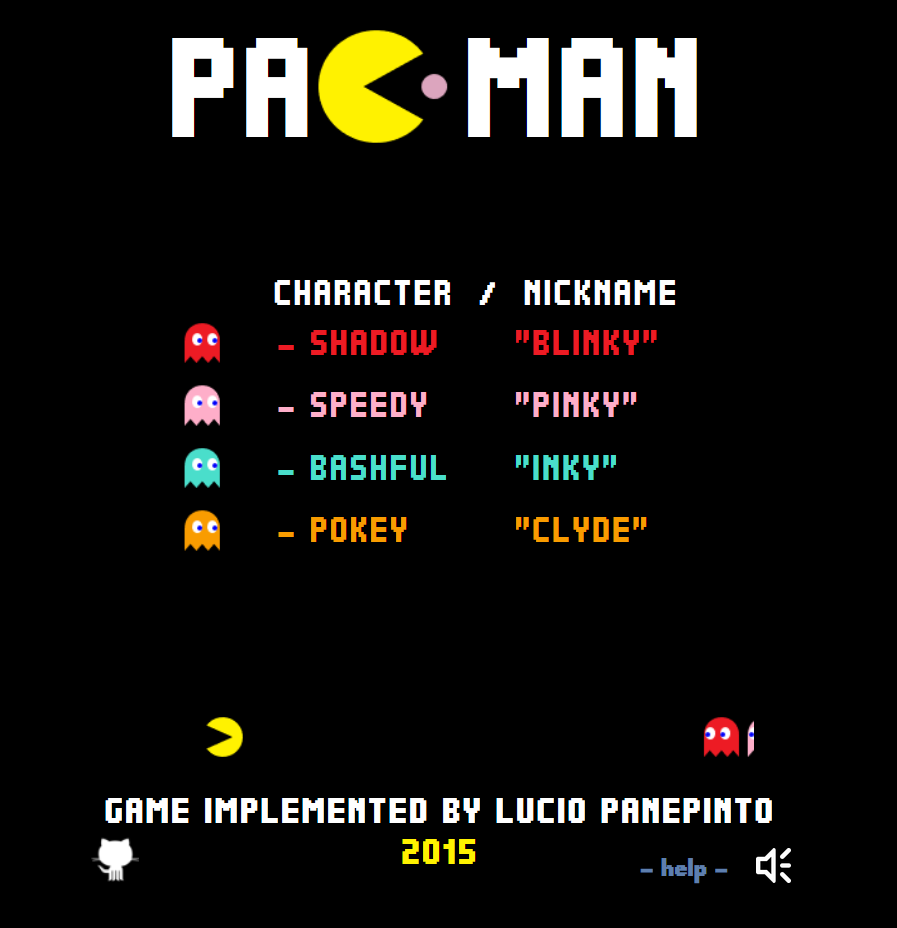 PAC-MAN
CHARACTER / NICKNAME
- SHADOW "BLINKY"
- SPEEDY "PINKY"
- BASHFUL "INKY"
- POKEY "CLYDE"
GAME IMPLEMENTED BY LUCIO PANEPINTO
2015
- help -